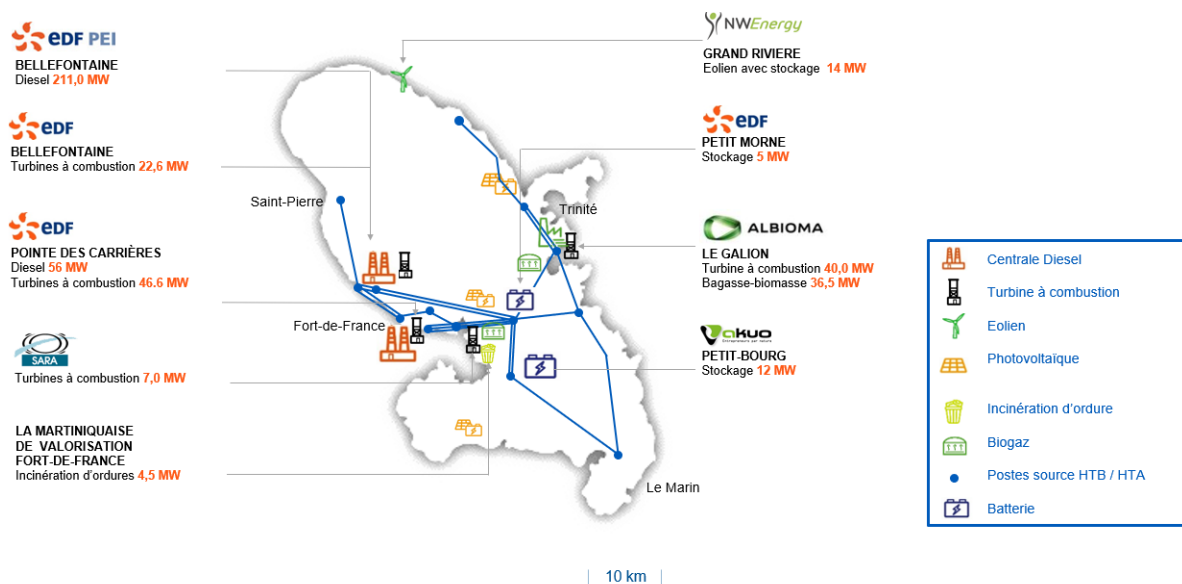 eDF PEI
BELLEFONTAINE
Diesel 211,0 MW
eDF
BELLEFONTAINE
Turbines à combustion 22,6 MW
eDF
POINTE DES CARRIÈRES
Diesel 56 MW
Turbines à combustion 46.6 MW
SARA
Turbines à combustion 7,0 MW
LA MARTINIQUAISE
DE VALORISATION
FORT-DE-FRANCE
Incinération d'ordures 4,5 MW
Saint-Pierre
Trinité
Fort-de-France
Le Marin
NWEnergy
GRAND RIVIERE
Eolien avec stockage 14 MW
eDF
PETIT MORNE
Stockage 5 MW
ALBIOMA
LE GALION
Turbine à combustion 40,0 MW
Bagasse-biomasse 36,5 MW
akuo
PETIT-BOURG
Stockage 12 MW
Centrale Diesel
Turbine à combustion
Eolien
Photovoltaïque
Incinération d'ordure
Biogaz
Postes source HTB / HTA
Batterie
10 km